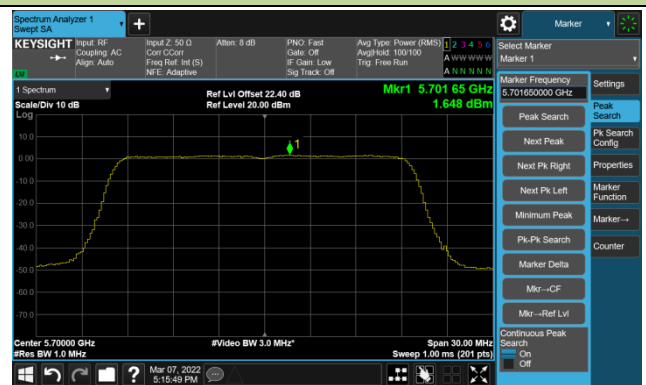 Spectrum Analyzer 1
Swept SA
Marker
KEYSIGHT
Input: RF
Coupling: AC
Align: Auto
Input Z: 50 Ω
Corr CCorr
Freq Ref: Int (S)
NFE: Adaptive
Atten: 8 dB
PNO: Fast
Gate: Off
IF Gain: Low
Sig Track: Off
Avg Type: Power (RMS)
Avg|Hold: 100/100
Trig: Free Run
1 2 3 4 5 6
A W W W W W
A N N N N N
LV
Select Marker
Marker 1
1 Spectrum
Scale/Div 10 dB
Log
Ref Lvl Offset 22.40 dB
Ref Level 20.00 dBm
Mkr1 5.701 65 GHz
1.648 dBm
10.0
0.00
-10.0
-20.0
-30.0
-40.0
-50.0
-60.0
-70.0
1
Center 5.70000 GHz
#Res BW 1.0 MHz
#Video BW 3.0 MHz*
Span 30.00 MHz
Sweep 1.00 ms (201 pts)
Marker Frequency
5.701650000 GHz
Peak Search
Next Peak
Next Pk Right
Next Pk Left
Minimum Peak
Pk-Pk Search
Marker Delta
Mkr→CF
Mkr→Ref Lvl
Continuous Peak
Search
On
Off
Settings
Peak
Search
Pk Search
Config
Properties
Marker
Function
Marker→
Counter
?
Mar 07, 2022
5:15:49 PM